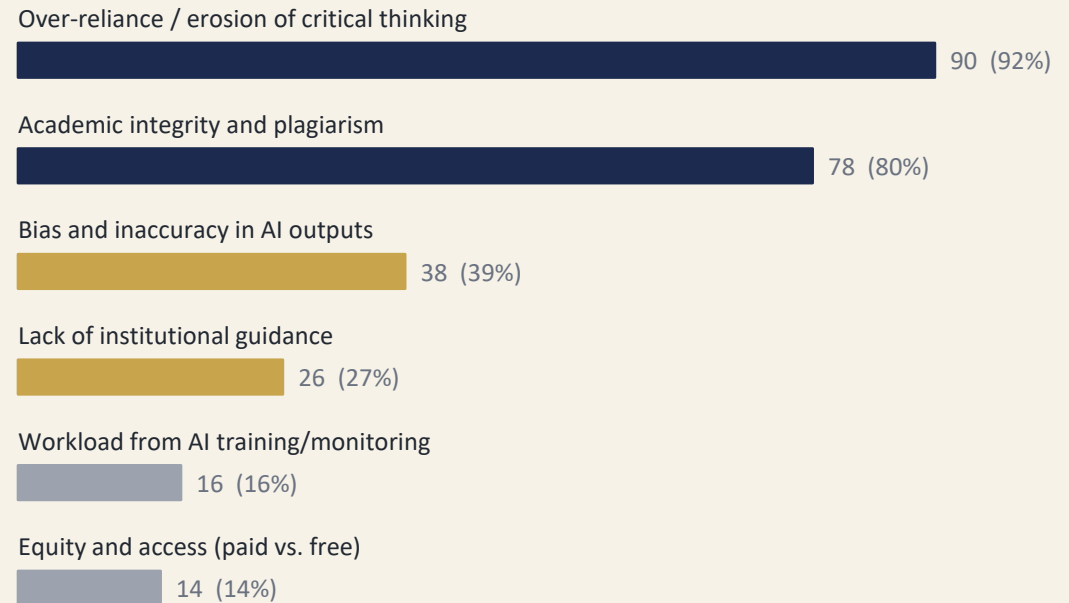 Over-reliance / erosion of critical thinking
90 (92%)
Academic integrity and plagiarism
78 (80%)
Bias and inaccuracy in AI outputs
38 (39%)
Lack of institutional guidance
26 (27%)
Workload from AI training/monitoring
16 (16%)
Equity and access (paid vs. free)
14 (14%)